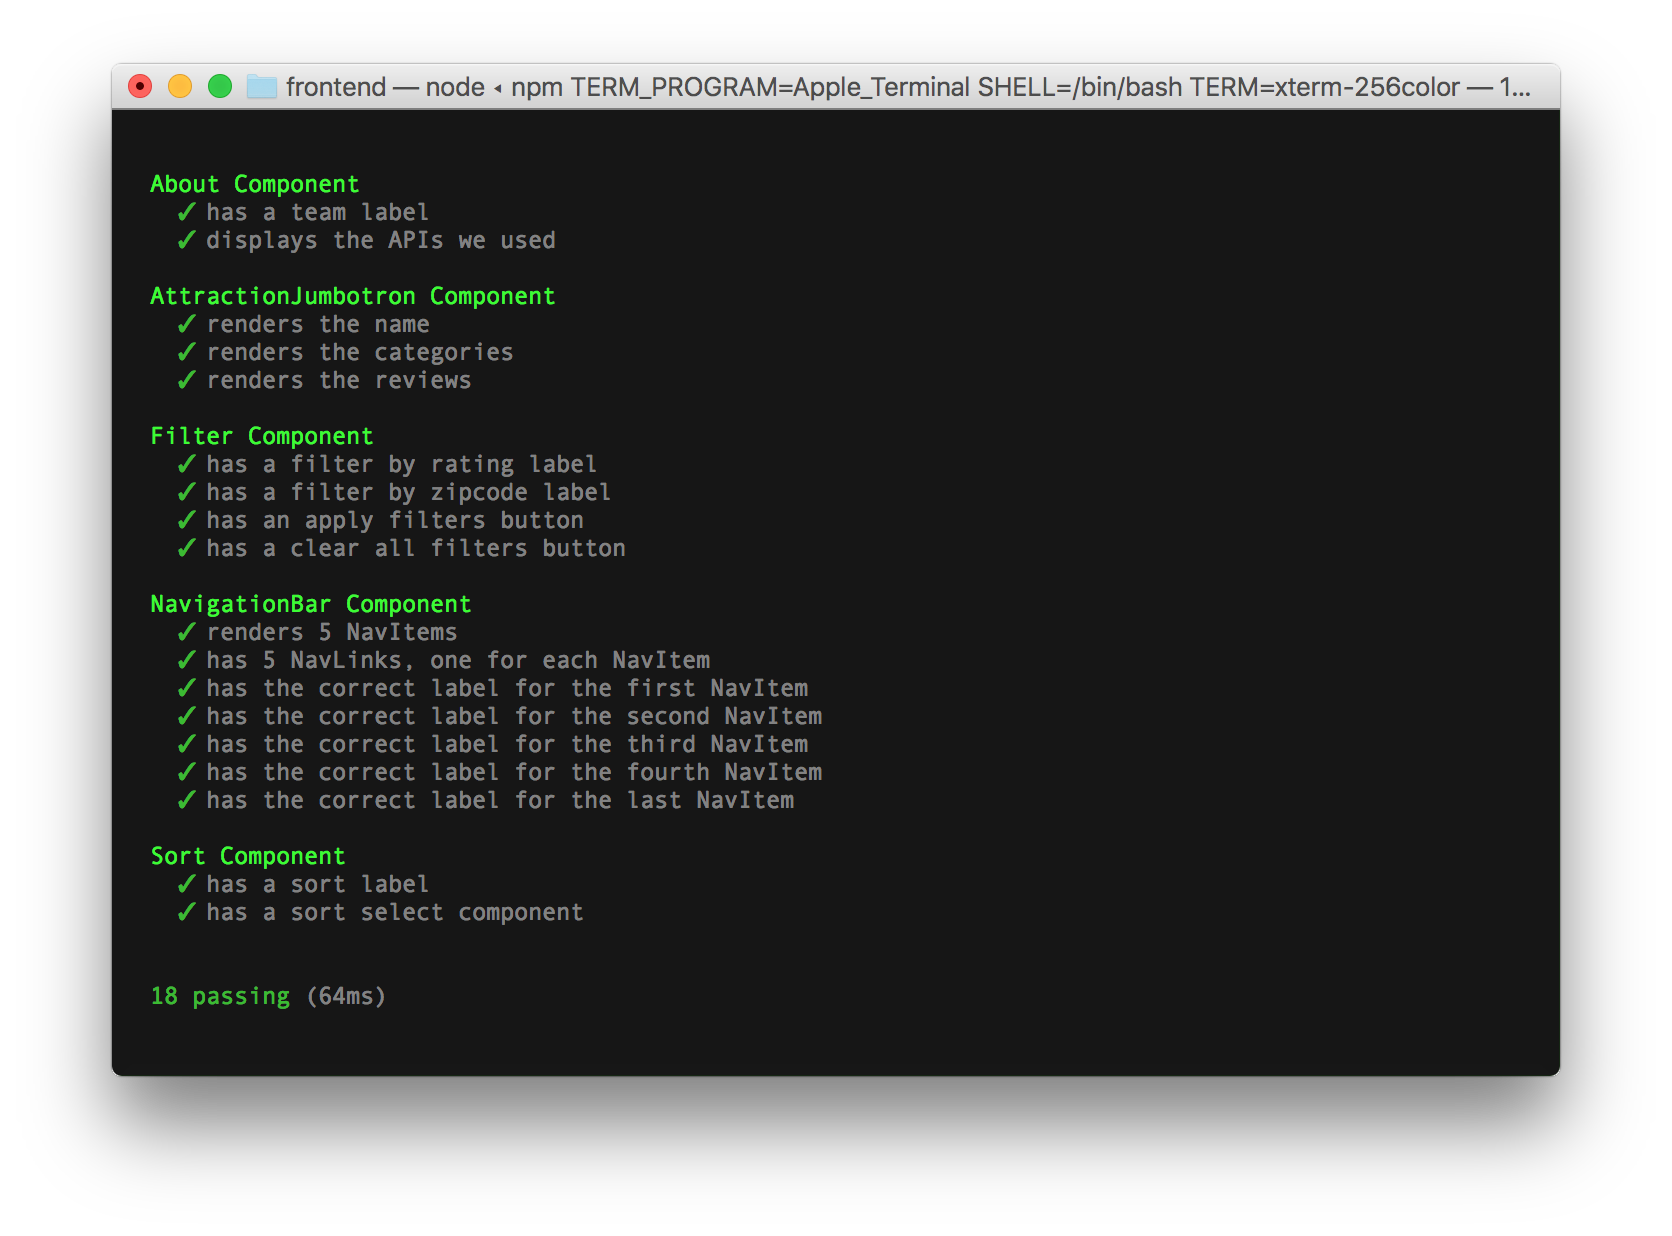 frontend — node ◂ npm TERM_PROGRAM=Apple_Terminal SHELL=/bin/bash TERM=xterm-256color — 1...
About Component
✓ has a team label
✓ displays the APIs we used
AttractionJumbotron Component
✓ renders the name
✓ renders the categories
✓ renders the reviews
Filter Component
✓ has a filter by rating label
✓ has a filter by zipcode label
✓ has an apply filters button
✓ has a clear all filters button
NavigationBar Component
✓ renders 5 NavItems
✓ has 5 NavLinks, one for each NavItem
✓ has the correct label for the first NavItem
✓ has the correct label for the second NavItem
✓ has the correct label for the third NavItem
✓ has the correct label for the fourth NavItem
✓ has the correct label for the last NavItem
Sort Component
✓ has a sort label
✓ has a sort select component
18 passing (64ms)